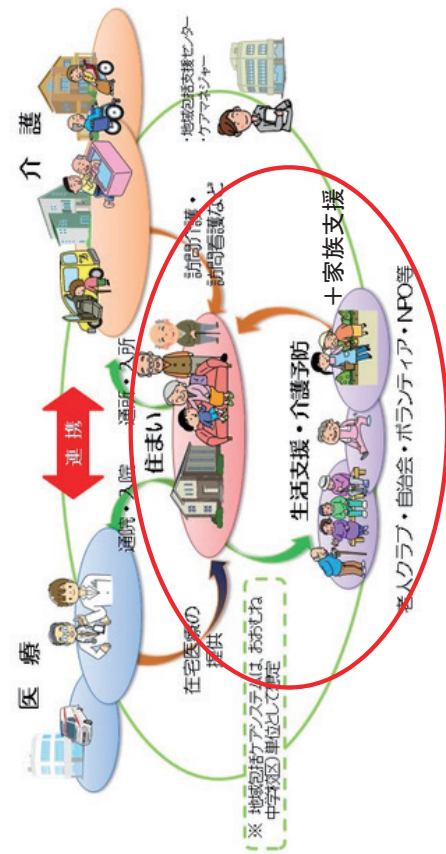 医療
介護
連携
・地域包括支援センター
・ケアマネジャー
通院・入院
通所・入所
住まい
在宅医療の
提供
訪問介護・
訪問看護など
生活支援・介護予防
＋家族支援
老人クラブ・自治会・ボランティア・NPO等
※ 地域包括ケアシステムは、おおむね
中学校区）単位として想定